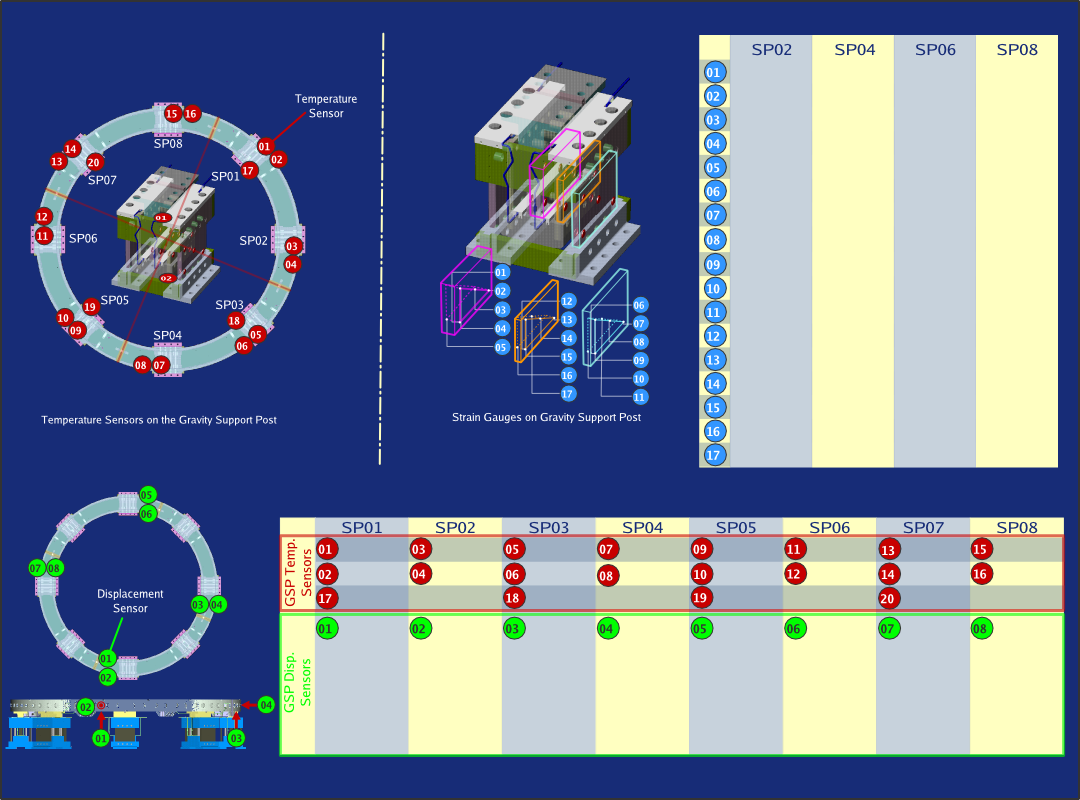 Temperature
Sensor
15 16
SP08
14
13
20
SP07
01
02
17
SP01
12
11
SP06
01
02
SP02
03
04
SP05
19
10
09
SP03
18
05
06
SP04
08 07
Temperature Sensors on the Gravity Support Post
01
02
03
04
05
12
13
14
15
16
17
06
07
08
09
10
11
Strain Gauges on Gravity Support Post
SP02 SP04 SP06 SP08
01
02
03
04
05
06
07
08
09
10
11
12
13
14
15
16
17
05
06
07 08
Displacement
Sensor
03 04
01
02
02
04
01
03
SP01 SP02 SP03 SP04 SP05 SP06 SP07 SP08
GSP Temp.
Sensors
01 03 05 07 09 11 13 15
02 04 06 08 10 12 14 16
17 18 19 20
GSP Disp.
Sensors
01 02 03 04 05 06 07 08